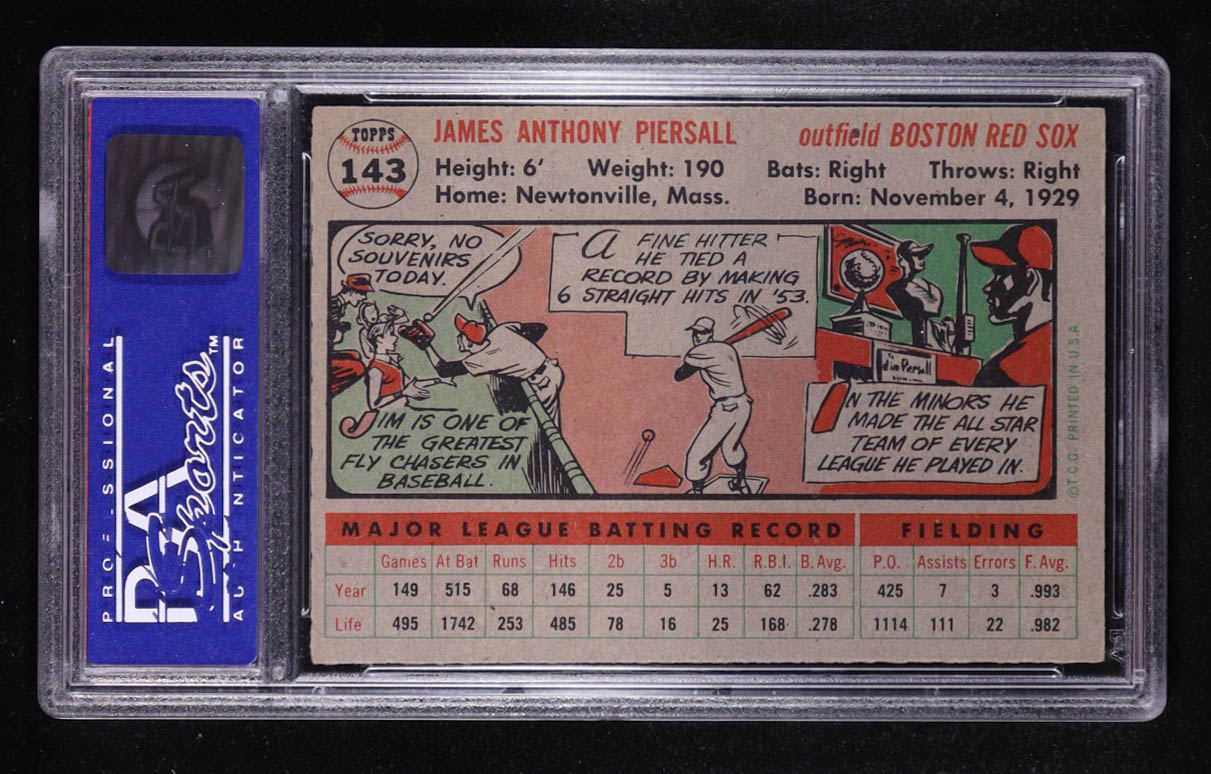 TOPPS
143
JAMES ANTHONY PIERSALL
outfield BOSTON RED SOX
Height: 6' Weight: 190 Bats: Right Throws: Right
Home: Newtonville, Mass. Born: November 4, 1929
SORRY, NO
SOUVENIRS
TODAY.
JIM IS ONE OF
THE GREATEST
FLY CHASERS IN
BASEBALL.
A FINE HITTER
HE TIED A
RECORD BY MAKING
6 STRAIGHT HITS IN '53.
Jim Piersall
IN THE MINORS HE
MADE THE ALL STAR
TEAM OF EVERY
LEAGUE HE PLAYED IN.
©T.C.G. PRINTED IN U.S.A.
MAJOR LEAGUE BATTING RECORD FIELDING
Games At Bat Runs Hits 2b 3b H.R. R.B.I. B. Avg. P.O. Assists Errors F. Avg.
Year 149 515 68 146 25 5 13 62 .283 425 7 3 .993
Life 495 1742 253 485 78 16 25 168 .278 1114 111 22 .982
PSA
Sports™